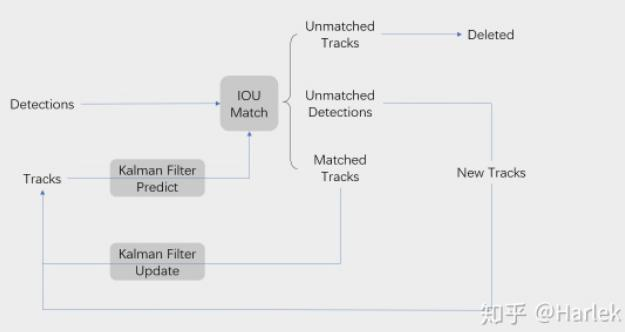 Unmatched
Tracks
Deleted
IOU
Match
Detections
Unmatched
Detections
Matched
Tracks
Tracks
Kalman Filter
Predict
New Tracks
Kalman Filter
Update
知乎 @Harlek